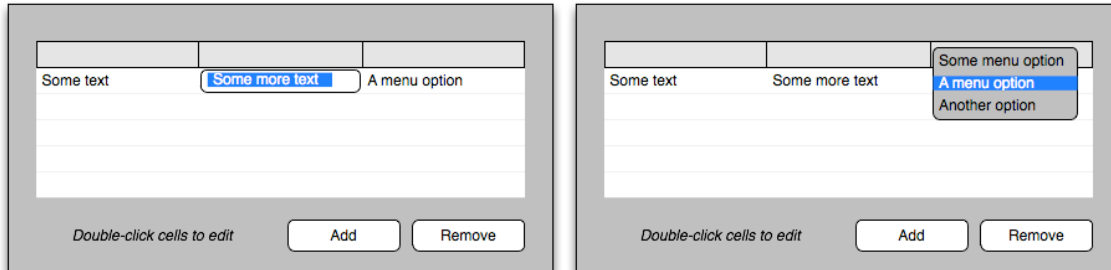 Some text Some more text A menu option
Double-click cells to edit Add Remove
Some menu option
Some text Some more text A menu option
Another option
Double-click cells to edit Add Remove